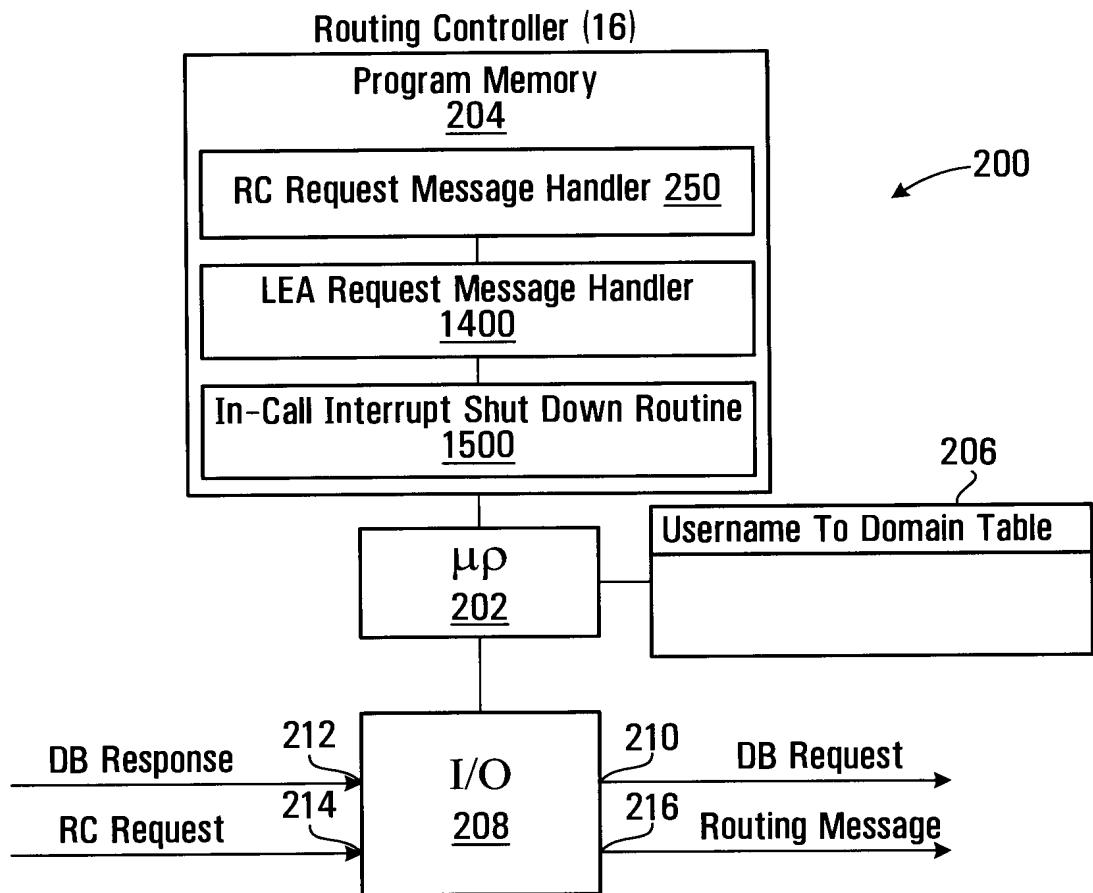 Routing Controller (16)
Program Memory
204
RC Request Message Handler 250
200
LEA Request Message Handler
1400
In-Call Interrupt Shut Down Routine
1500
206
Username To Domain Table
µρ
202
212
DB Response
214
RC Request
I/O
208
210
DB Request
216
Routing Message